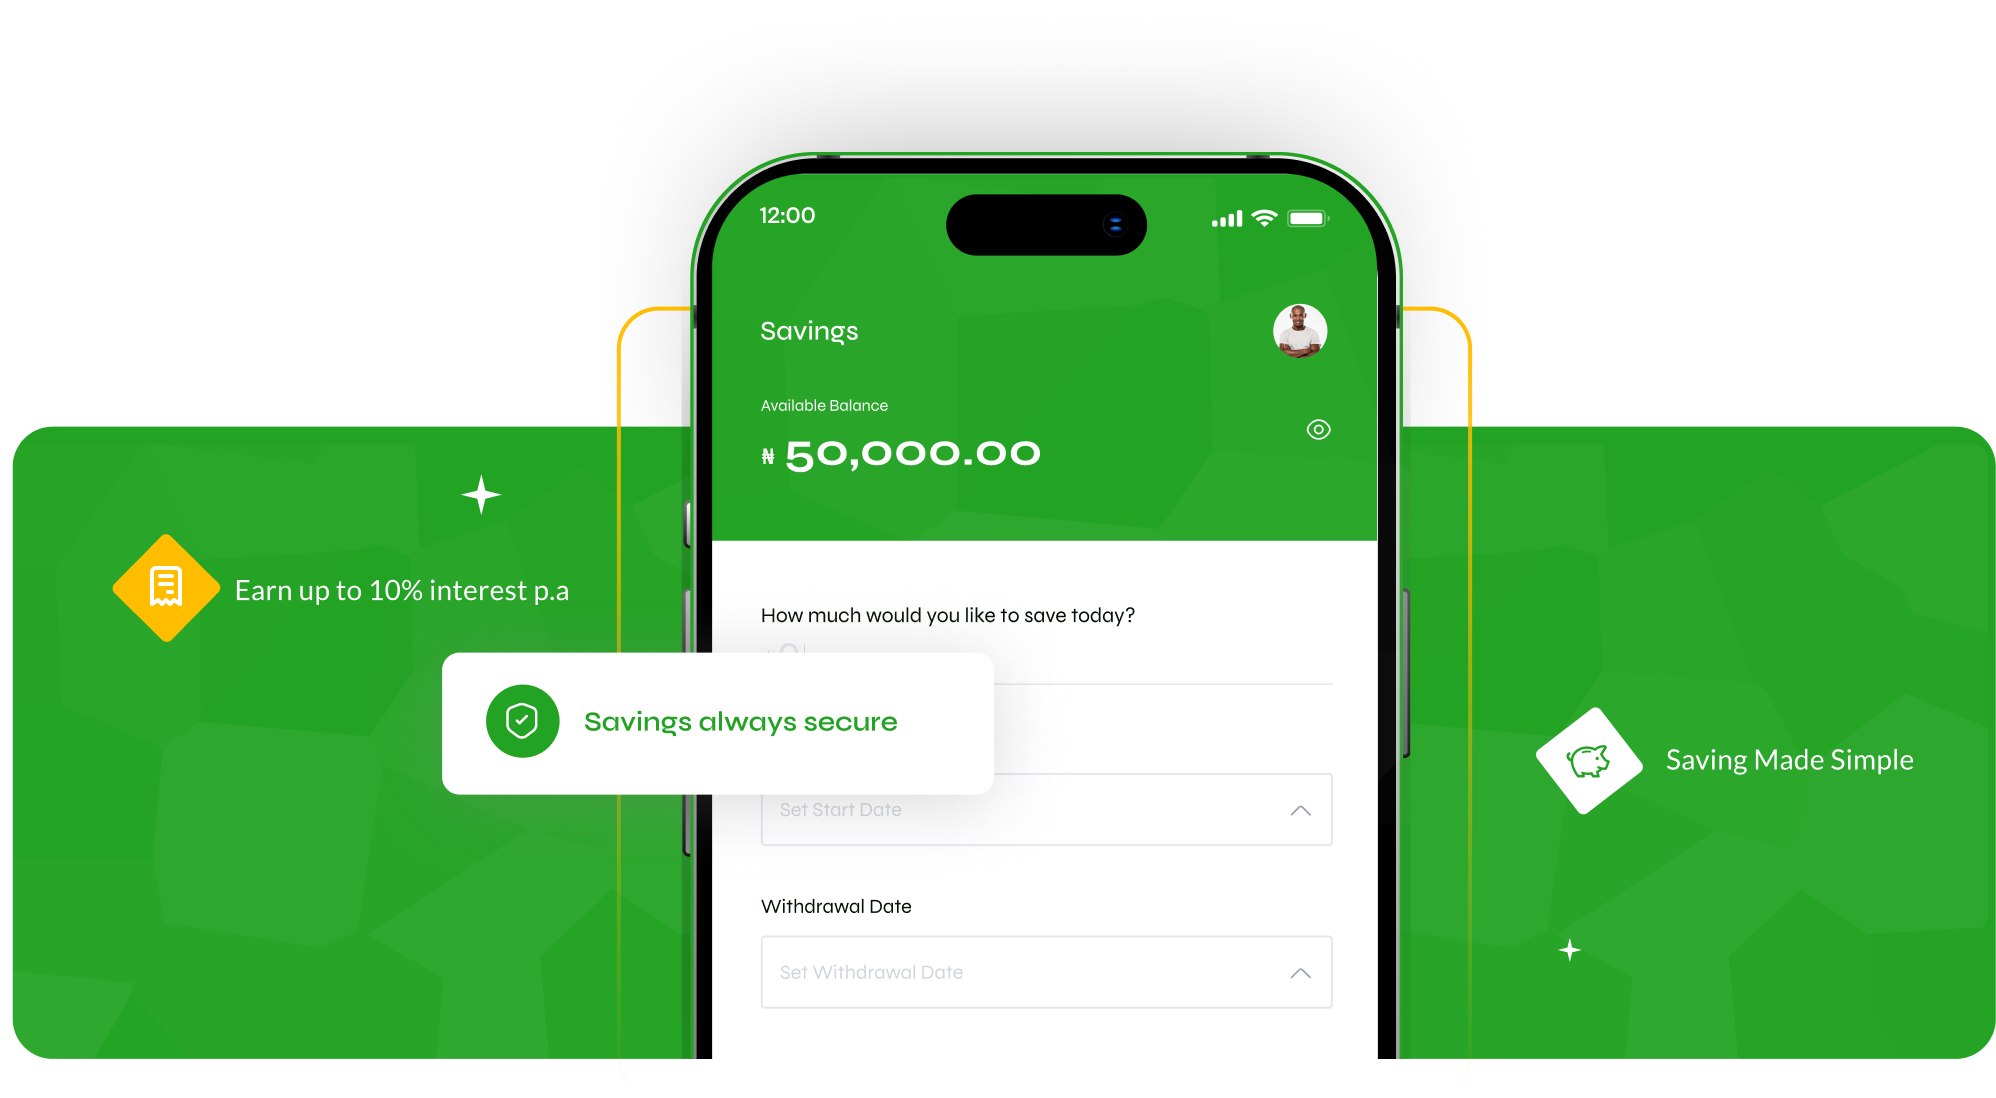 12:00
Savings
Available Balance
₦ 50,000.00
Earn up to 10% interest p.a
How much would you like to save today?
Savings always secure
Saving Made Simple
Set Start Date
Withdrawal Date
Set Withdrawal Date